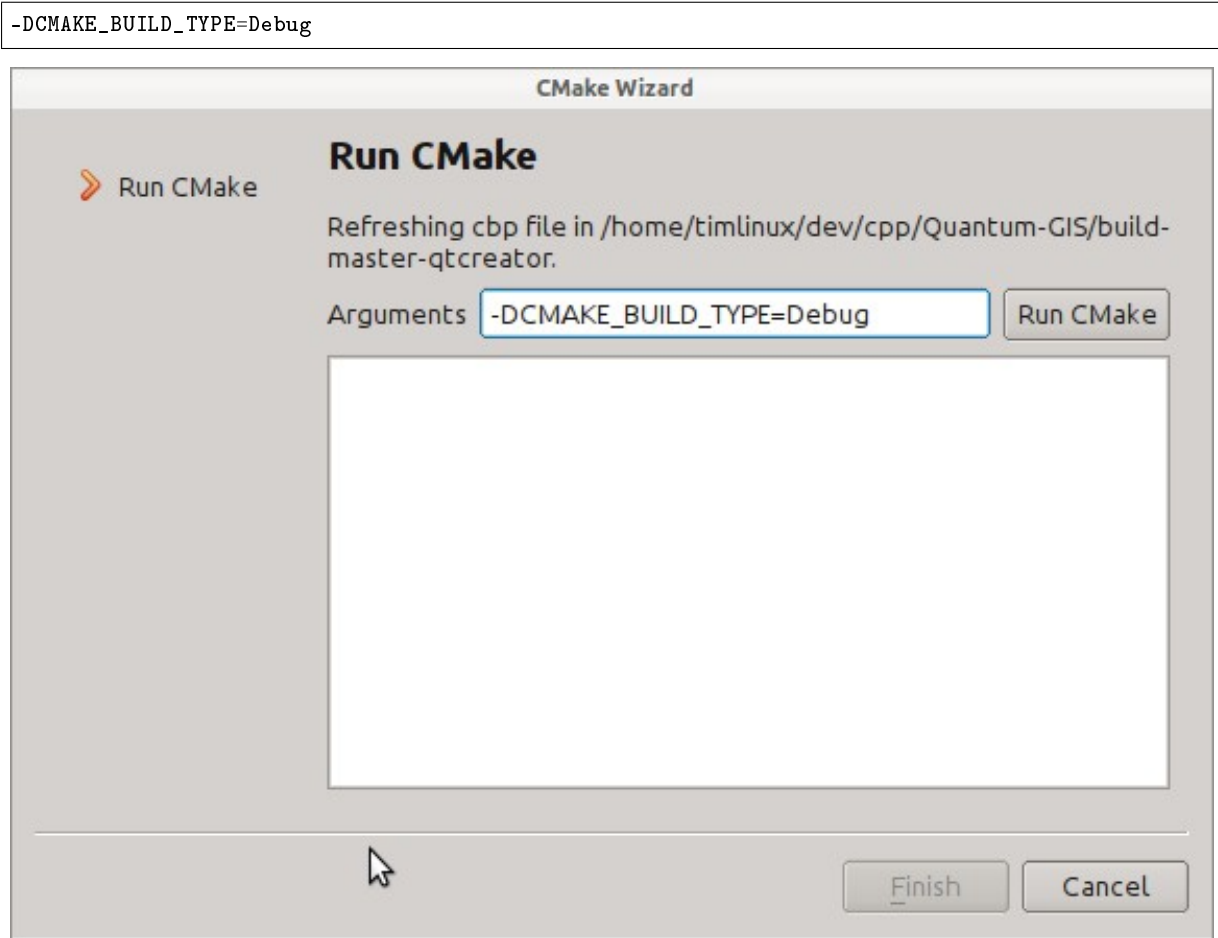 -DCMAKE_BUILD_TYPE=Debug
CMake Wizard
Run CMake
Run CMake
Refreshing cbp file in /home/timlinux/dev/cpp/Quantum-GIS/build-
master-qtcreator.
Arguments -DCMAKE_BUILD_TYPE=Debug Run CMake
Finish Cancel